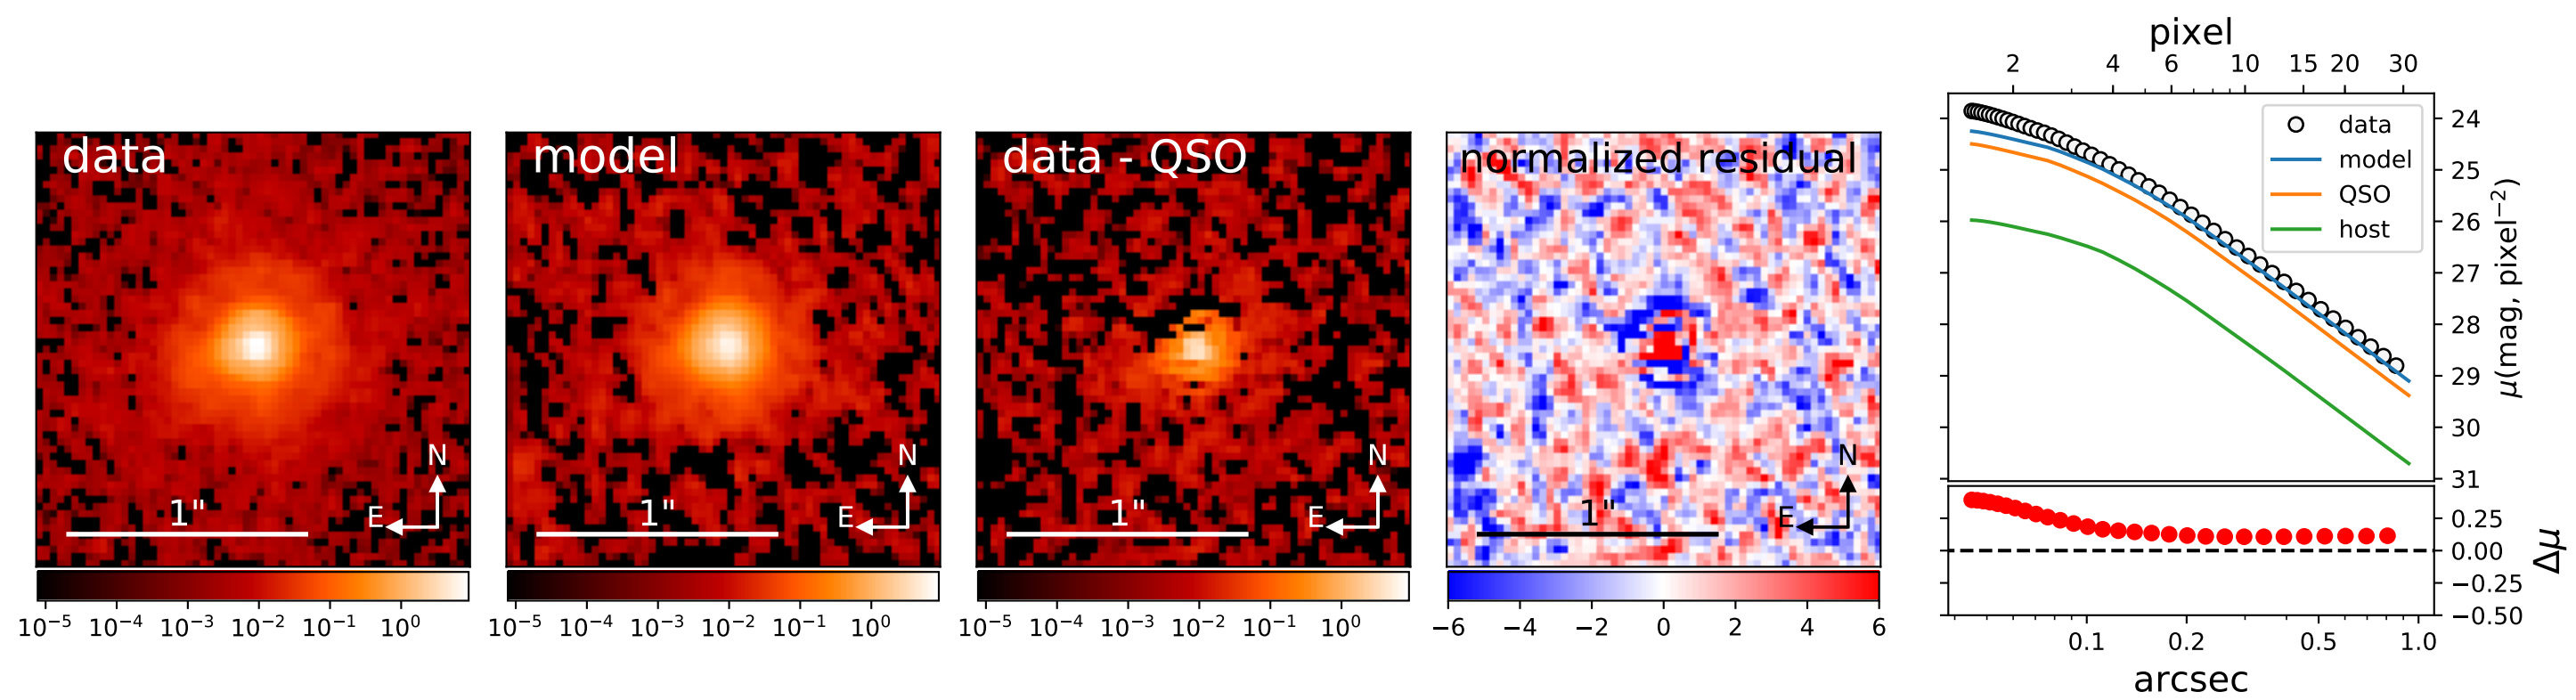 data
N
E
1"
10⁻⁵ 10⁻⁴ 10⁻³ 10⁻² 10⁻¹ 10⁰
model
N
E
1"
10⁻⁵ 10⁻⁴ 10⁻³ 10⁻² 10⁻¹ 10⁰
data - QSO
N
E
1"
10⁻⁵ 10⁻⁴ 10⁻³ 10⁻² 10⁻¹ 10⁰
normalized residual
N
E
1"
−6 −4 −2 0 2 4 6
pixel
2 4 6 10 15 20 30
data
model
QSO
host
24
25
26
27
28
29
30
31
μ(mag, pixel⁻²)
0.25
0.00
−0.25
−0.50
Δμ
0.1 0.2 0.5 1.0
arcsec